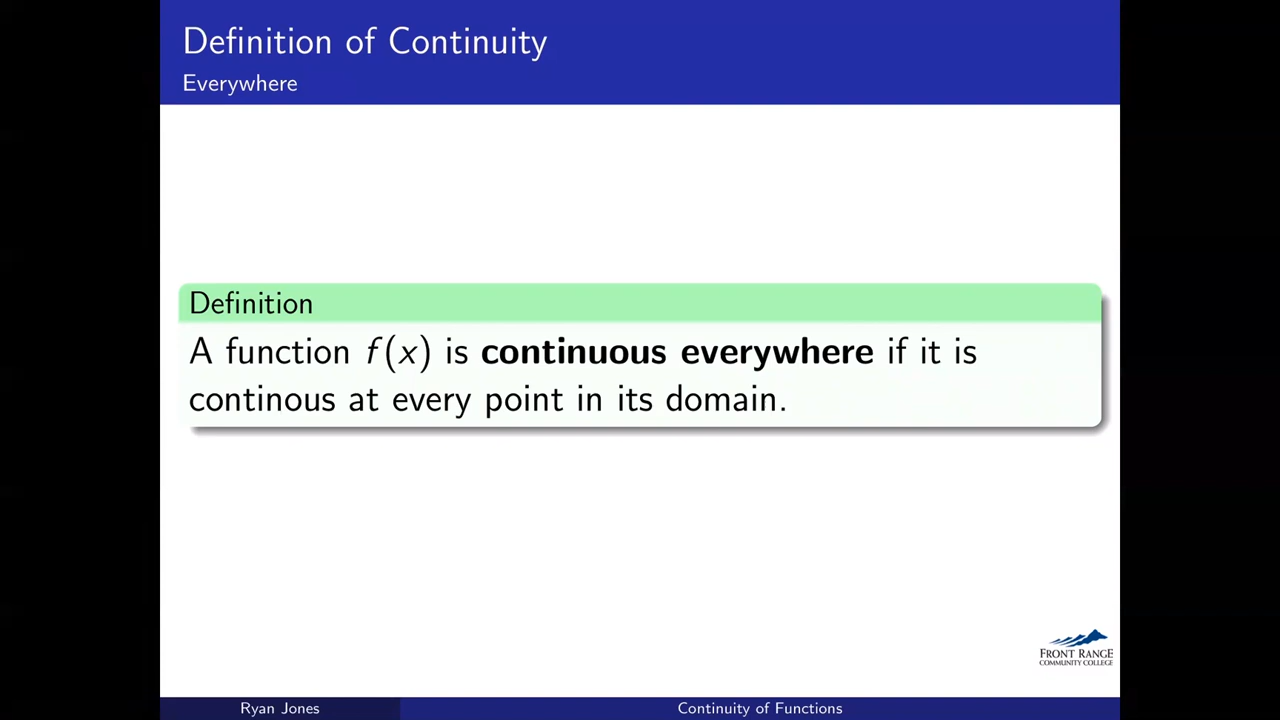 Definition of Continuity
Everywhere
Definition
A function f(x) is continuous everywhere if it is
continous at every point in its domain.
FRONT RANGE
COMMUNITY COLLEGE
Ryan Jones
Continuity of Functions